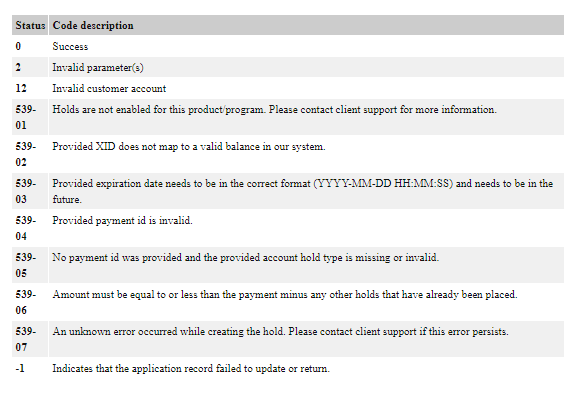 Status Code description
0 Success
2 Invalid parameter(s)
12 Invalid customer account
539- Holds are not enabled for this product/program. Please contact client support for more information.
01
539- Provided XID does not map to a valid balance in our system.
02
539- Provided expiration date needs to be in the correct format (YYYY-MM-DD HH:MM:SS) and needs to be in the
03 future.
539- Provided payment id is invalid.
04
539- No payment id was provided and the provided account hold type is missing or invalid.
05
539- Amount must be equal to or less than the payment minus any other holds that have already been placed.
06
539- An unknown error occurred while creating the hold. Please contact client support if this error persists.
07
-1 Indicates that the application record failed to update or return.